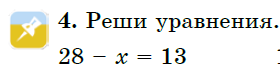 4. Реши уравнения.
28 − x = 13